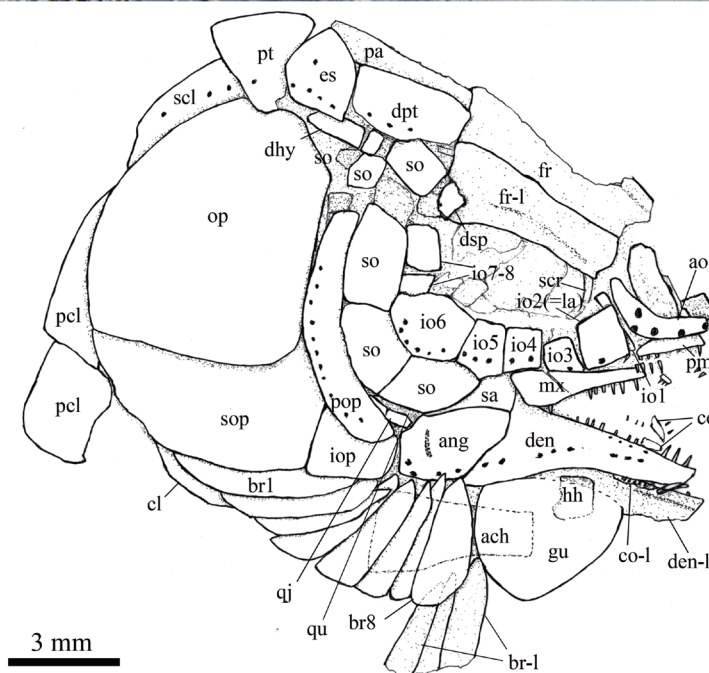 pt
es
pa
scl
dpt
dhy
so
so
so
fr
fr-l
op
dsp
so
io7-8
scr
io2(=la)
ao
pcl
io6
io5
io4
io3
io1
pm
so
pop
so
sa
mx
pcl
sop
iop
ang
den
br1
cl
hh
ach
gu
co-l
den-l
qj
qu
br8
br-l
3 mm